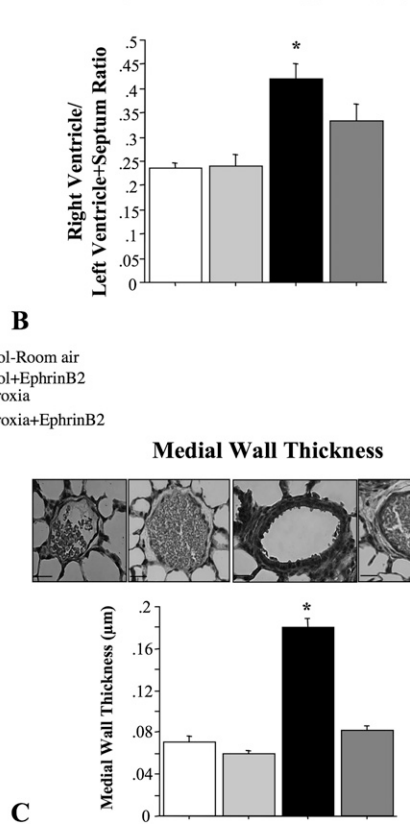 .5
.45
.4
.35
.3
.25
.2
.15
.1
.05
0
*
Right Ventricle/
Left Ventricle+Septum Ratio
B
ol-Room air
ol+EphrinB2
roxia
roxia+EphrinB2
Medial Wall Thickness
.2
.16
.12
.08
.04
0
*
Medial Wall Thickness (µm)
C